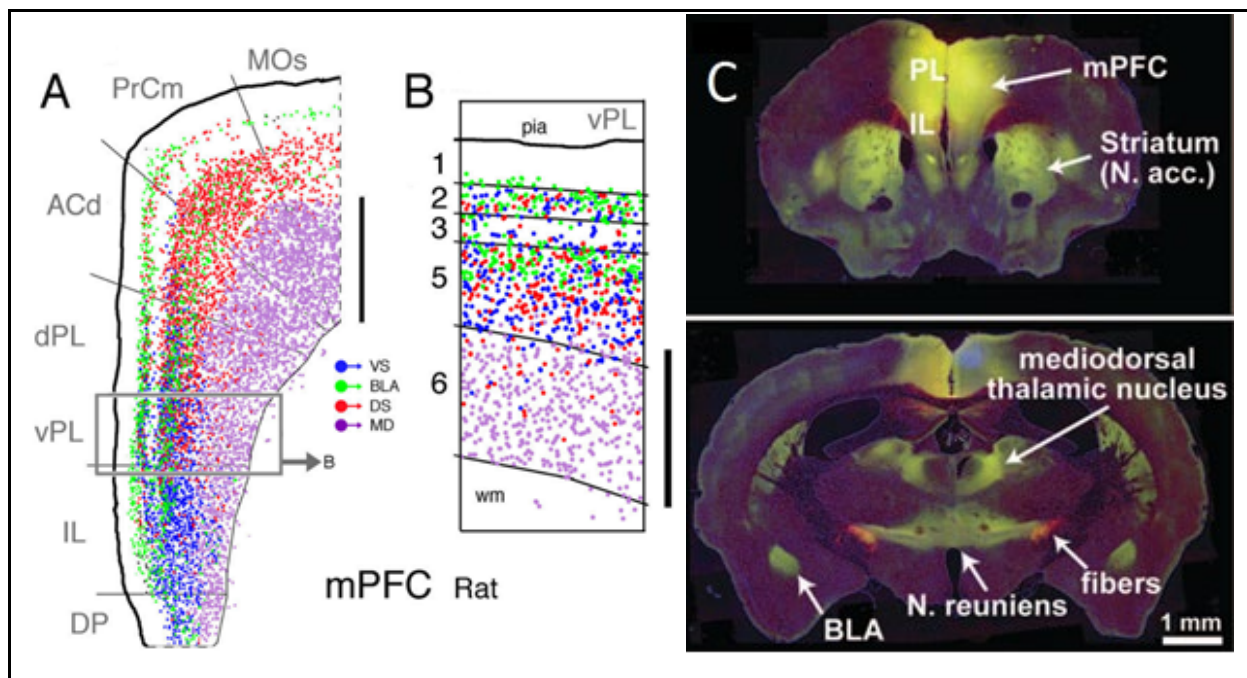 A
PrCm
MOs
ACd
dPL
vPL
IL
DP
VS
BLA
DS
MD
B
mPFC Rat
B
vPL
pia
1
2
3
5
6
wm
C
PL
IL
mPFC
Striatum
(N. acc.)
mediodorsal
thalamic nucleus
fibers
N. reuniens
BLA
1 mm